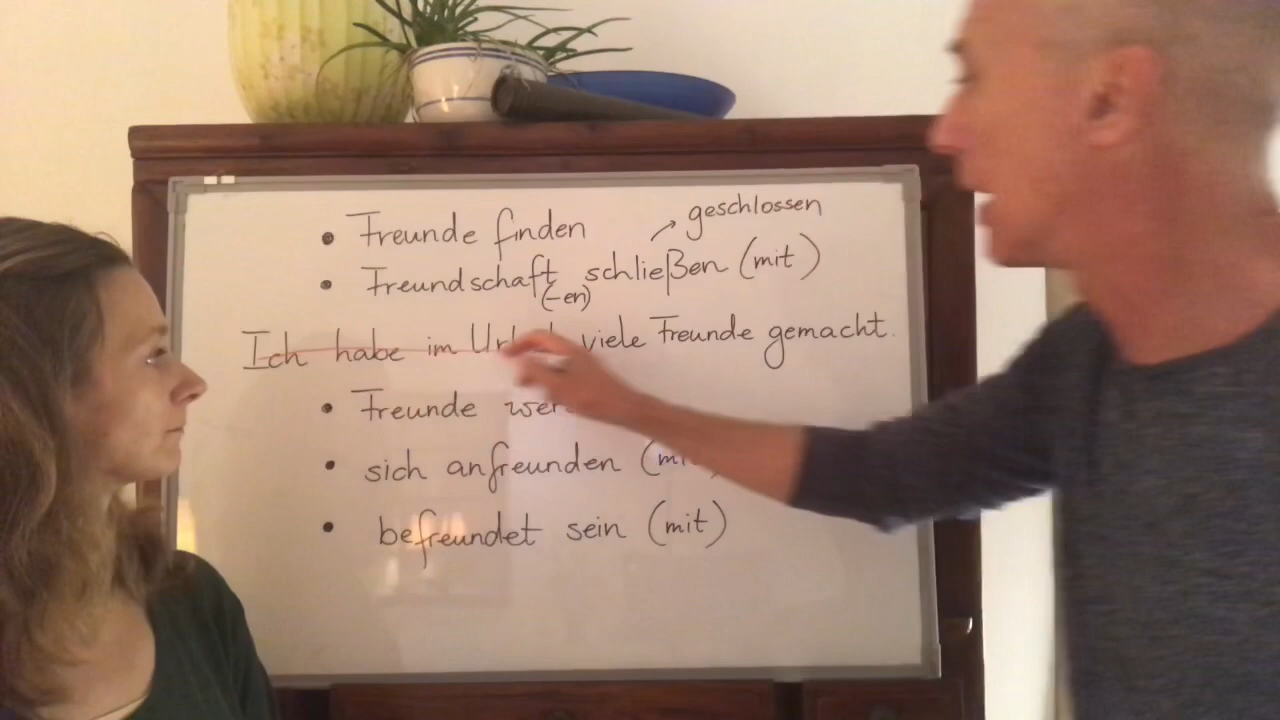 • Freunde finden
geschlossen
• Freundschaft schließen (mit)
(-en)
Ich habe im viele Freunde gemacht.
• Freunde
• sich anfreunden
• befreundet sein (mit)